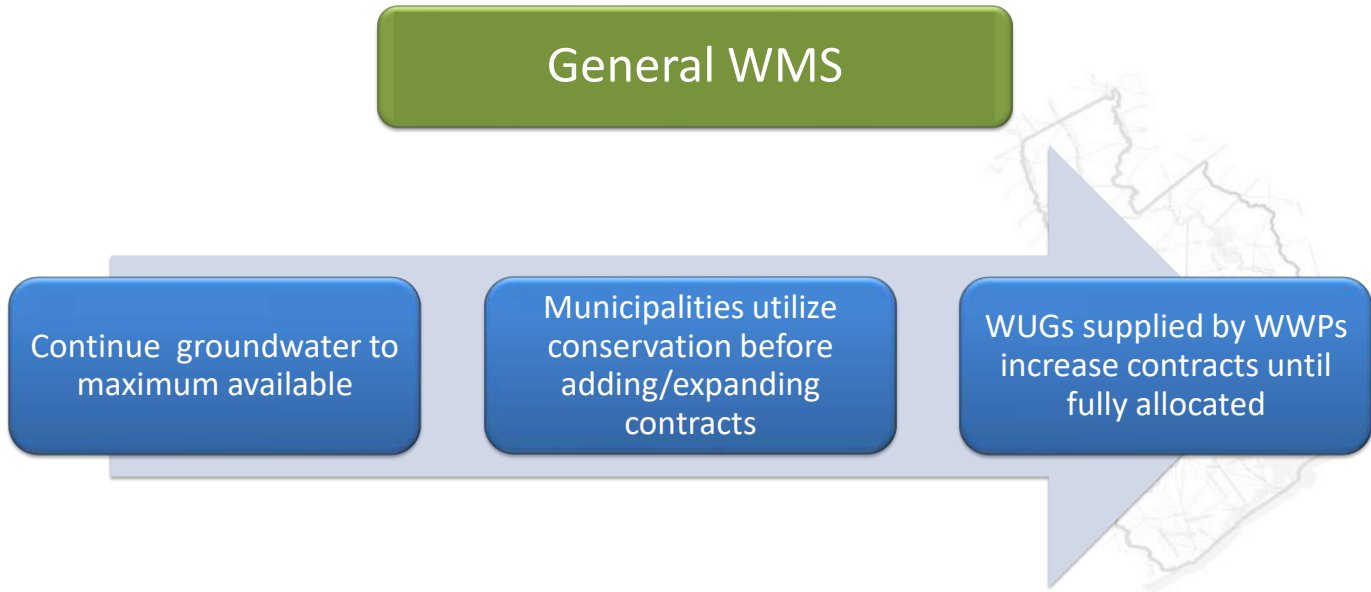 General WMS
Continue groundwater to
maximum available
Municipalities utilize
conservation before
adding/expanding
contracts
WUGs supplied by WWPs
increase contracts until
fully allocated